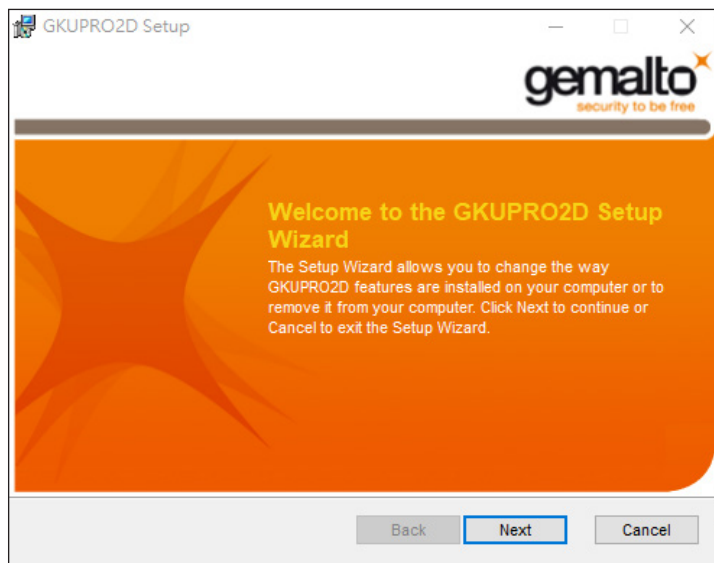 GKUPRO2D Setup
gemalto
security to be free
Welcome to the GKUPRO2D Setup
Wizard
The Setup Wizard allows you to change the way
GKUPRO2D features are installed on your computer or to
remove it from your computer. Click Next to continue or
Cancel to exit the Setup Wizard.
Back Next Cancel